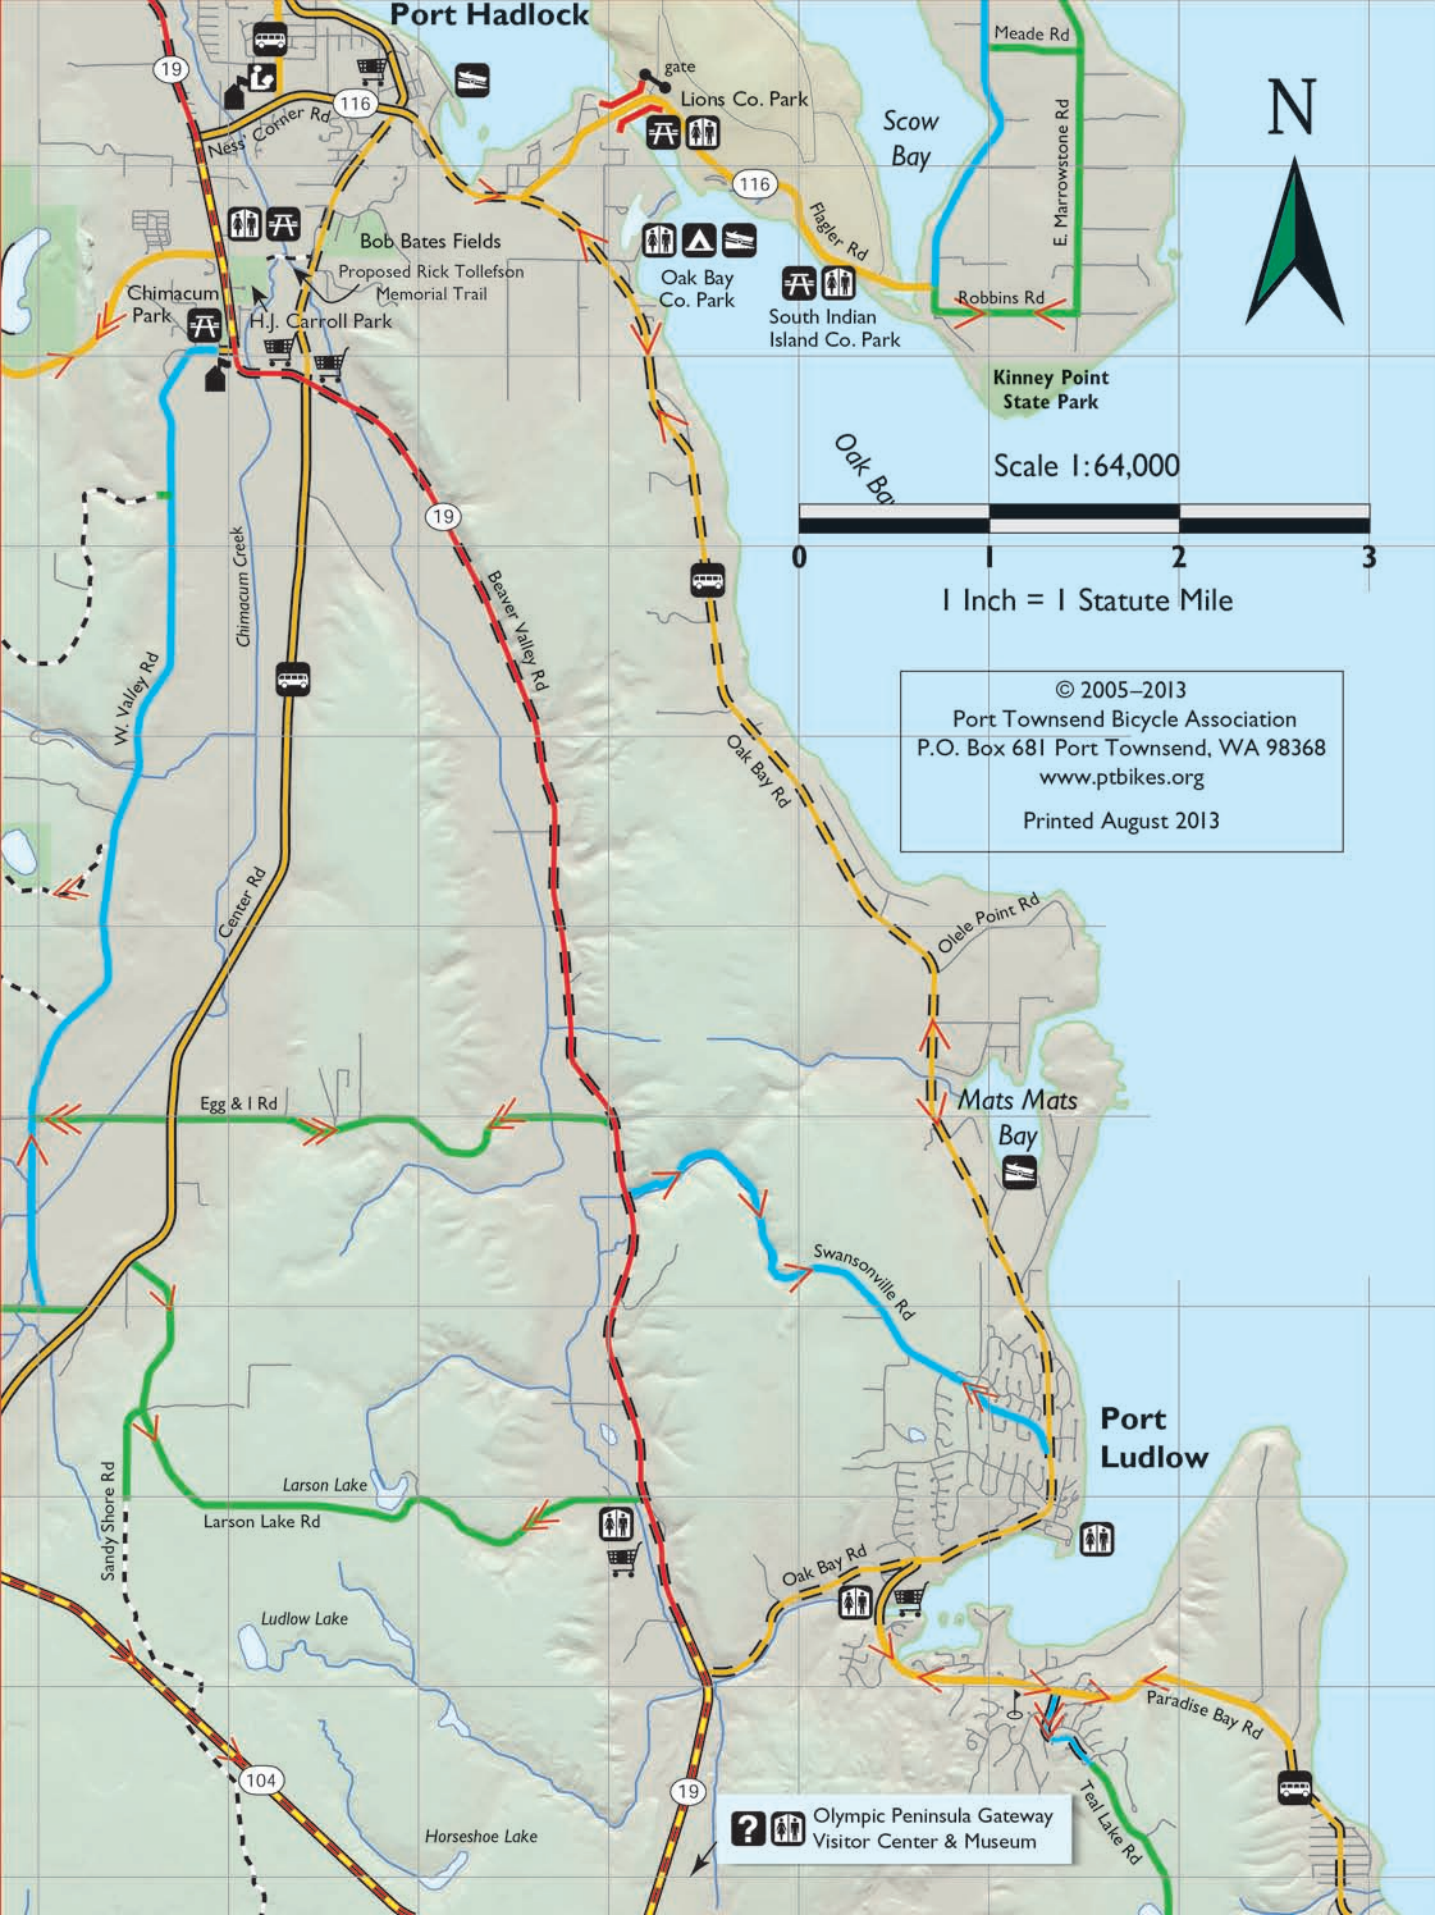 Port Hadlock
19
116
Ness' Corner Rd
gate
Lions Co. Park
Scow
Bay
Meade Rd
E. Marrowstone Rd
N
116
Flagler Rd
Bob Bates Fields
Proposed Rick Tollefson
Memorial Trail
Chimacum
Park
H.J. Carroll Park
Oak Bay
Co. Park
South Indian
Island Co. Park
Robbins Rd
Kinney Point
State Park
Oak Bay
Scale 1:64,000
0 1 2 3
1 Inch = 1 Statute Mile
19
Chimacum Creek
Beaver Valley Rd
W. Valley Rd
© 2005–2013
Port Townsend Bicycle Association
P.O. Box 681 Port Townsend, WA 98368
www.ptbikes.org
Printed August 2013
Oak Bay Rd
Center Rd
Olele Point Rd
Egg & I Rd
Mats Mats
Bay
Swansonville Rd
Port
Ludlow
Sandy Shore Rd
Larson Lake
Larson Lake Rd
Oak Bay Rd
Ludlow Lake
Paradise Bay Rd
104
19
Teal Lake Rd
?
Olympic Peninsula Gateway
Visitor Center & Museum
Horseshoe Lake